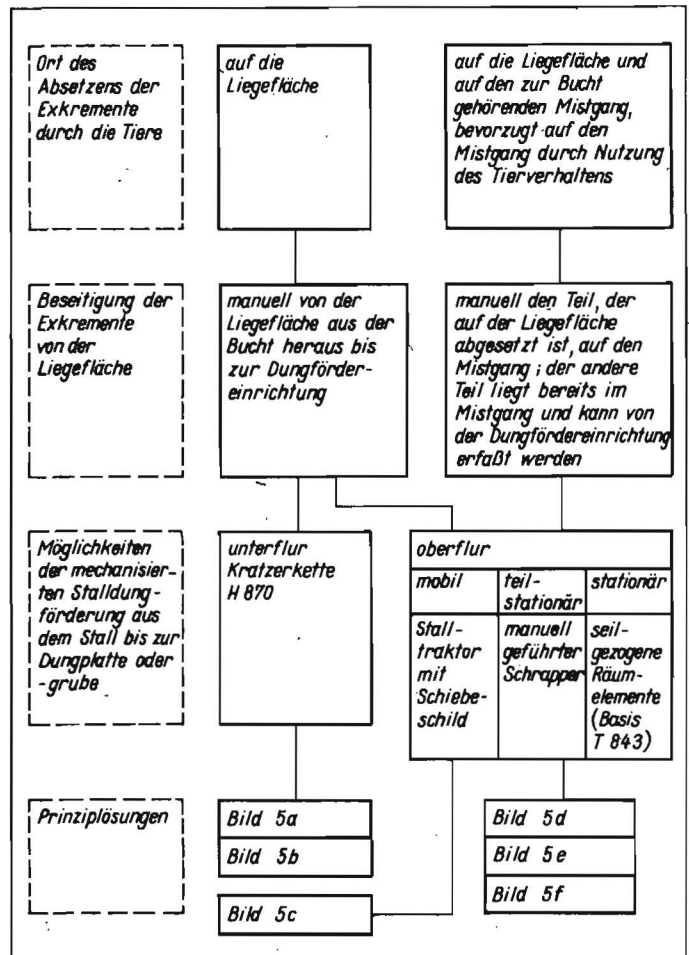 Ort des
Absetzens der
Exkremente
durch die Tiere
auf die
Liegefläche
auf die Liegefläche und
auf den zur Bucht
gehörenden Mistgang,
bevorzugt auf den
Mistgang durch Nutzung
des Tierverhaltens
Beseitigung der
Exkremente
von der
Liegefläche
manuell von der
Liegefläche aus der
Bucht heraus bis
zur Dungförder-
einrichtung
manuell den Teil, der
auf der Liegefläche
abgesetzt ist, auf den
Mistgang; der andere
Teil liegt bereits im
Mistgang und kann von
der Dungfördereinrichtung
erfaßt werden
Möglichkeiten
der mechanisier-
ten Stalldung-
förderung aus
dem Stall bis zur
Dungplatte oder
-grube
unterflur
Kratzerkette
H 870
oberflur
mobil
Stall-
traktor
mit
Schiebe-
schild
teil-
stationär
manuell
geführter
Schrapper
stationär
seil-
gezogene
Räum-
elemente
(Basis
T 843)
Prinziplösungen
Bild 5a
Bild 5b
Bild 5c
Bild 5d
Bild 5e
Bild 5f